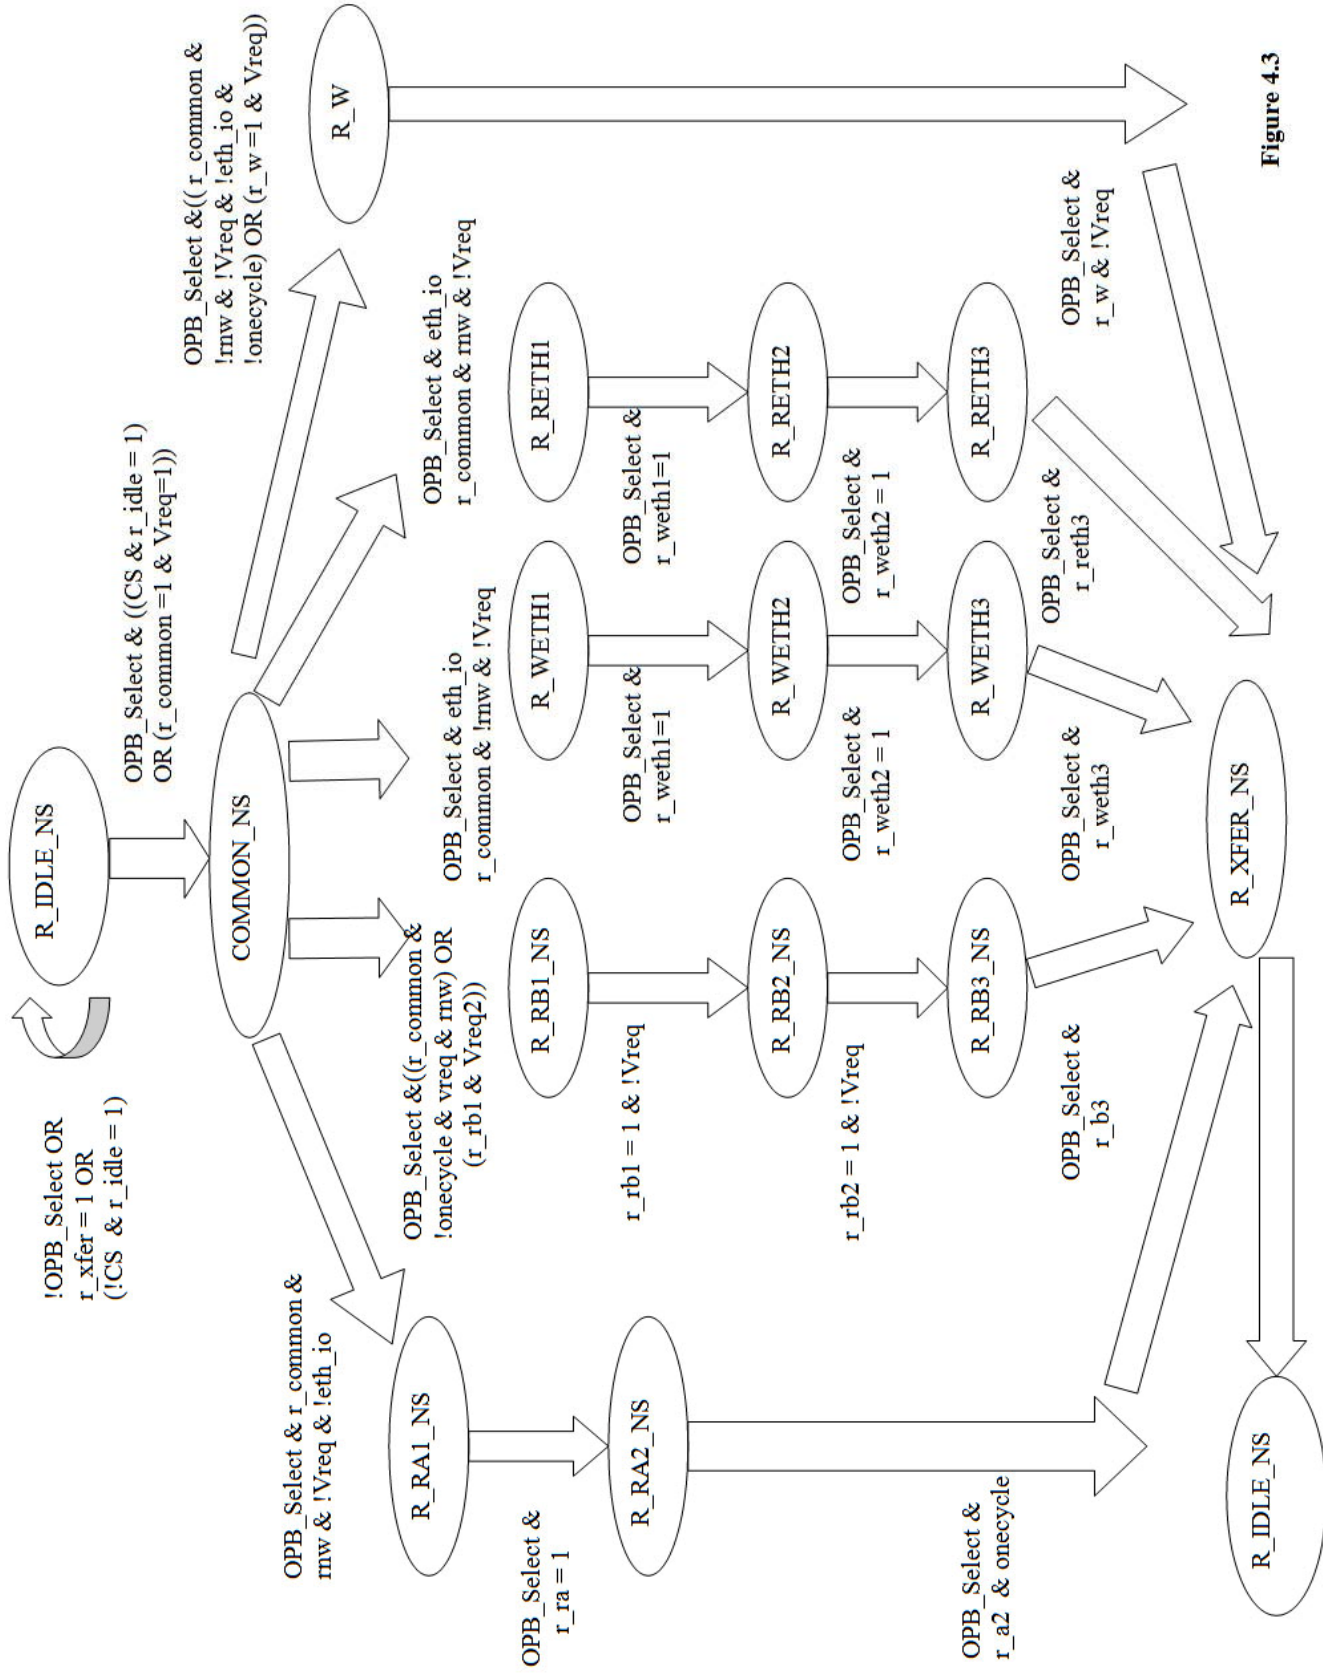 R_IDLE_NS
!OPB_Select OR
r_xfer = 1 OR
(!CS & r_idle = 1)
OPB_Select & ((CS & r_idle = 1)
OR (r_common =1 & Vreq=1))
COMMON_NS
OPB_Select &((r_common &
!rnw & !Vreq & !eth_io &
!onecycle) OR (r_w =1 & Vreq))
R_W
OPB_Select & r_common &
rnw & !Vreq & !eth_io
OPB_Select &((r_common &
!onecycle & vreq & rnw) OR
(r_rb1 & Vreq2))
OPB_Select & eth_io
r_common & !rnw & !Vreq
OPB_Select & eth_io
r_common & rnw & !Vreq
R_RA1_NS
R_RB1_NS
R_WETH1
R_RETH1
OPB_Select &
r_ra = 1
r_rb1 = 1 & !Vreq
OPB_Select &
r_weth1=1
OPB_Select &
r_weth1=1
R_RA2_NS
R_RB2_NS
R_WETH2
R_RETH2
r_rb2 = 1 & !Vreq
OPB_Select &
r_weth2 = 1
OPB_Select &
r_weth2 = 1
R_RB3_NS
R_WETH3
R_RETH3
OPB_Select &
r_a2 & onecycle
OPB_Select &
r_b3
OPB_Select &
r_weth3
OPB_Select &
r_reth3
OPB_Select &
r_w & !Vreq
R_XFER_NS
R_IDLE_NS
Figure 4.3